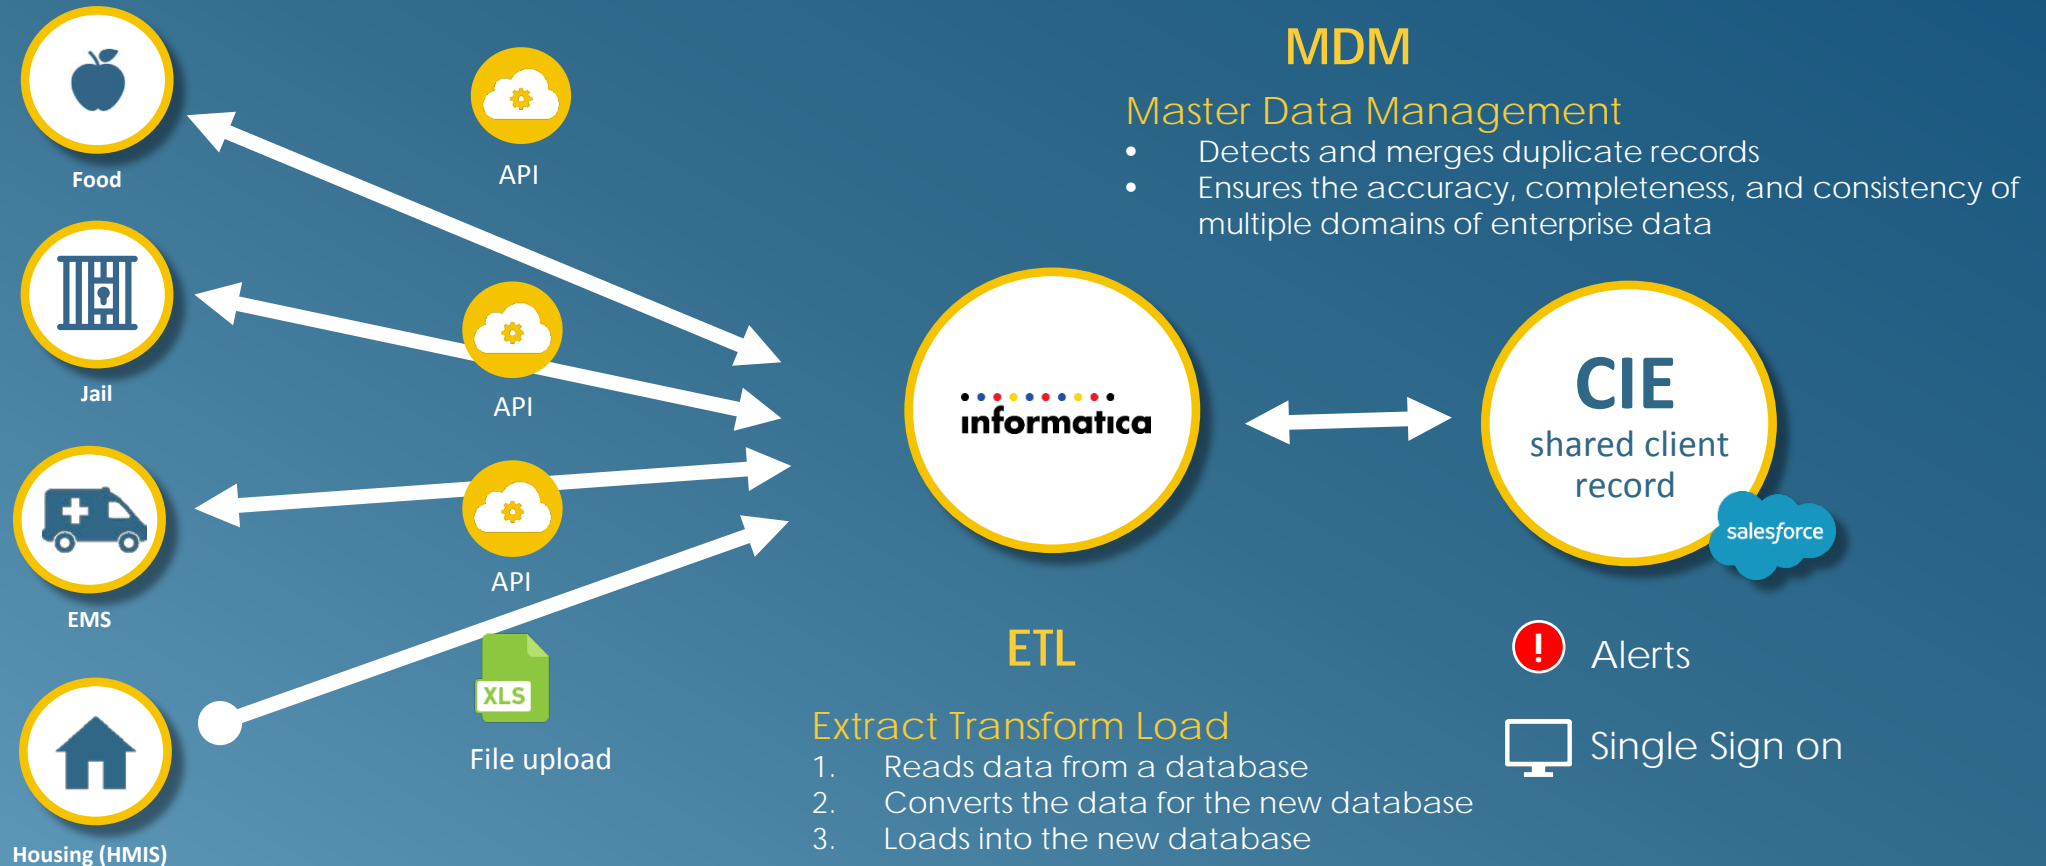 Food
Jail
EMS
Housing (HMIS)
API
API
API
XLS
File upload
MDM
Master Data Management
• Detects and merges duplicate records
• Ensures the accuracy, completeness, and consistency of
multiple domains of enterprise data
informatica
CIE
shared client
record
salesforce
ETL
Extract Transform Load
1. Reads data from a database
2. Converts the data for the new database
3. Loads into the new database
! Alerts
Single Sign on